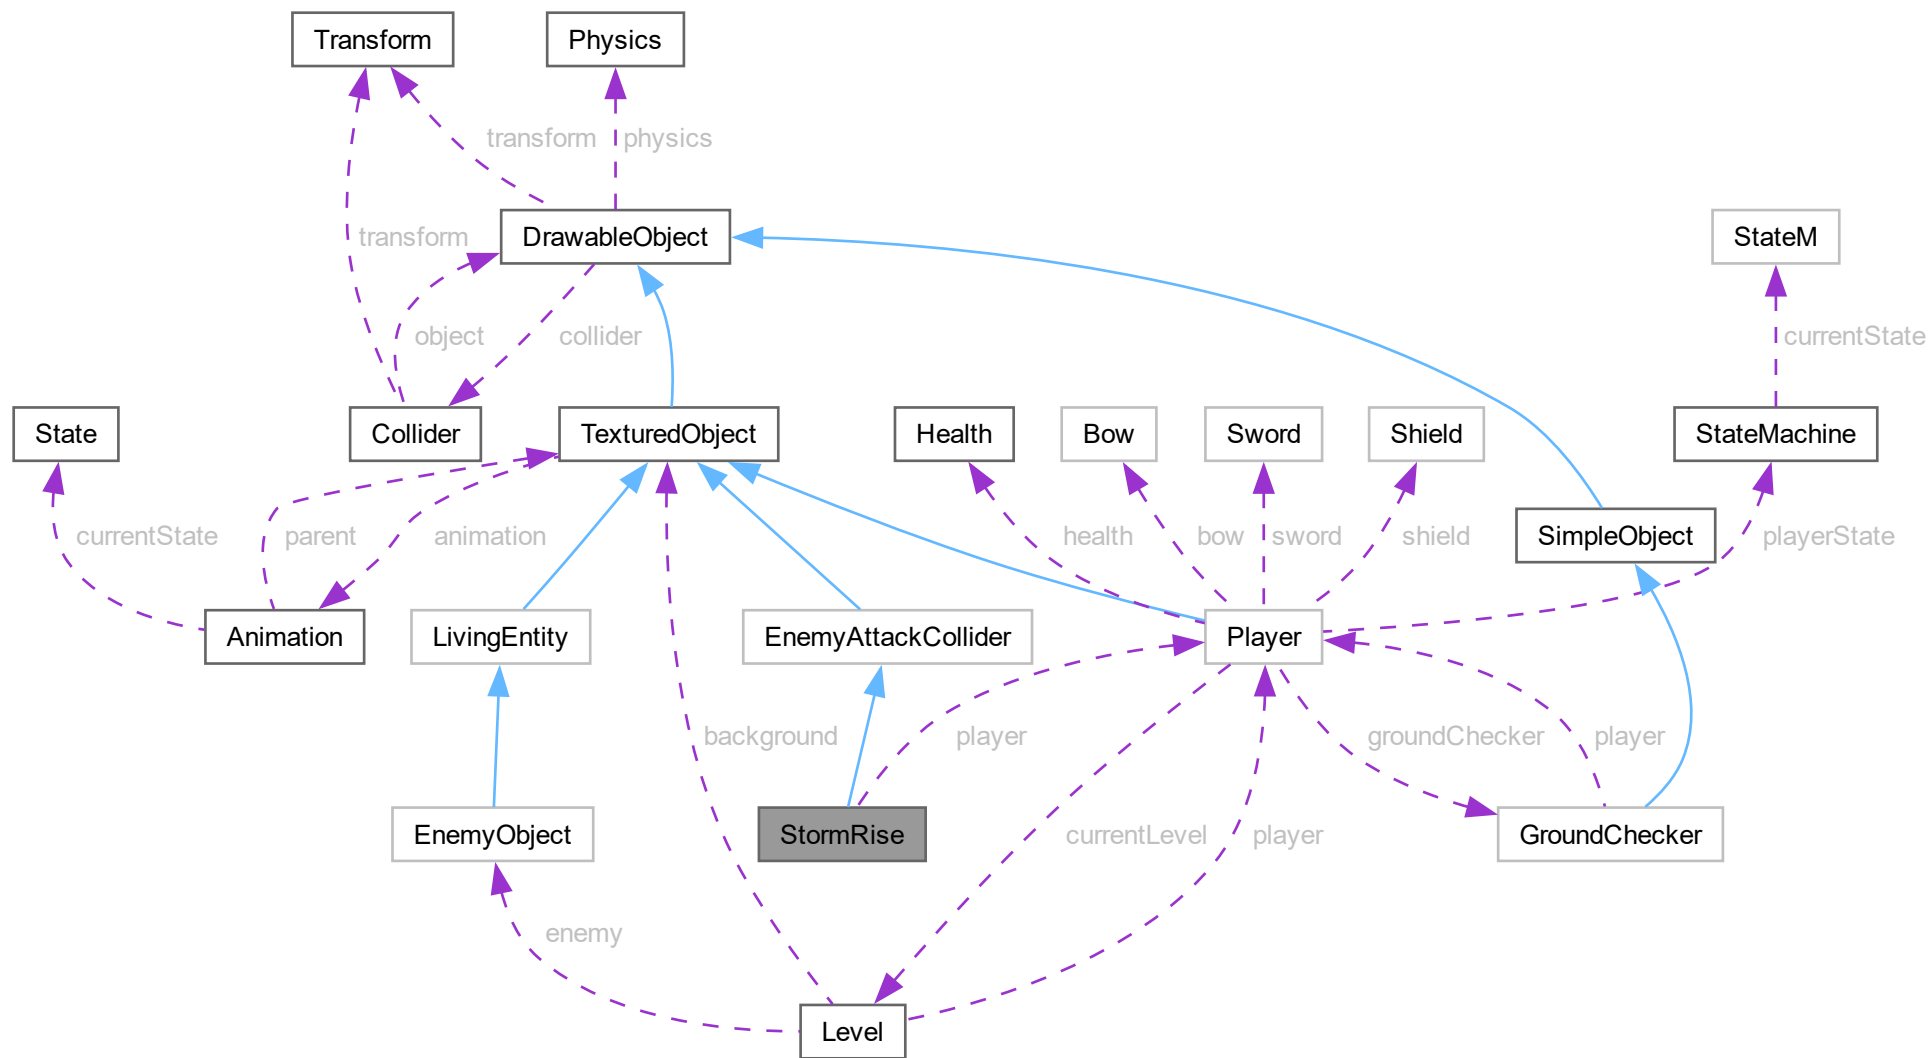 Transform
Physics
transform
physics
DrawableObject
StateM
transform
object
collider
currentState
State
Collider
TexturedObject
Health
Bow
Sword
Shield
StateMachine
currentState
parent
animation
health
bow
sword
shield
SimpleObject
playerState
Animation
LivingEntity
EnemyAttackCollider
Player
background
player
groundChecker
player
EnemyObject
StormRise
currentLevel
player
GroundChecker
enemy
Level